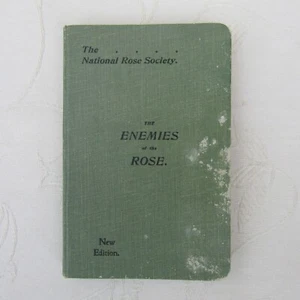 The . . . .
National Rose Society.
THE
ENEMIES
of the
ROSE.
New
Edition.